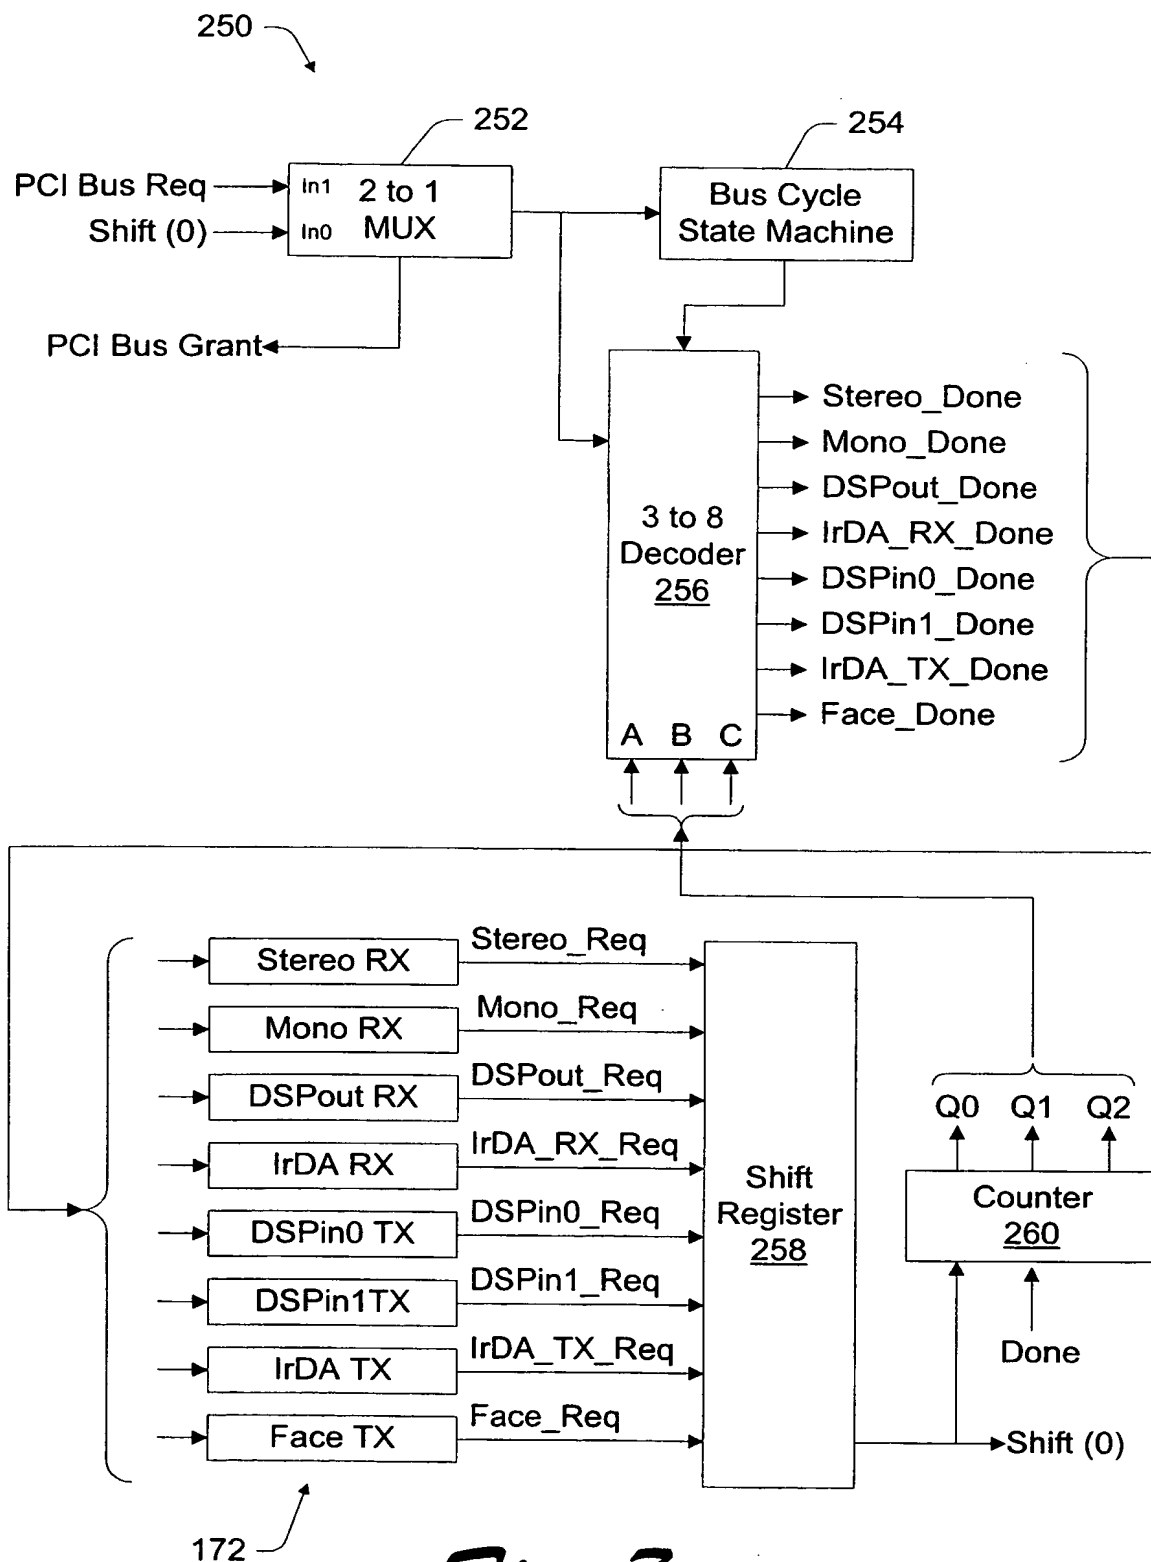 250
252
254
PCI Bus Req
In1
2 to 1
MUX
Shift (0)
In0
Bus Cycle
State Machine
PCI Bus Grant
3 to 8
Decoder
256
A B C
Stereo_Done
Mono_Done
DSPout_Done
IrDA_RX_Done
DSPin0_Done
DSPin1_Done
IrDA_TX_Done
Face_Done
Stereo RX
Stereo_Req
Mono RX
Mono_Req
DSPout RX
DSPout_Req
IrDA RX
IrDA_RX_Req
DSPin0 TX
DSPin0_Req
DSPin1TX
DSPin1_Req
IrDA TX
IrDA_TX_Req
Face TX
Face_Req
Shift
Register
258
Q0 Q1 Q2
Counter
260
Done
Shift (0)
172